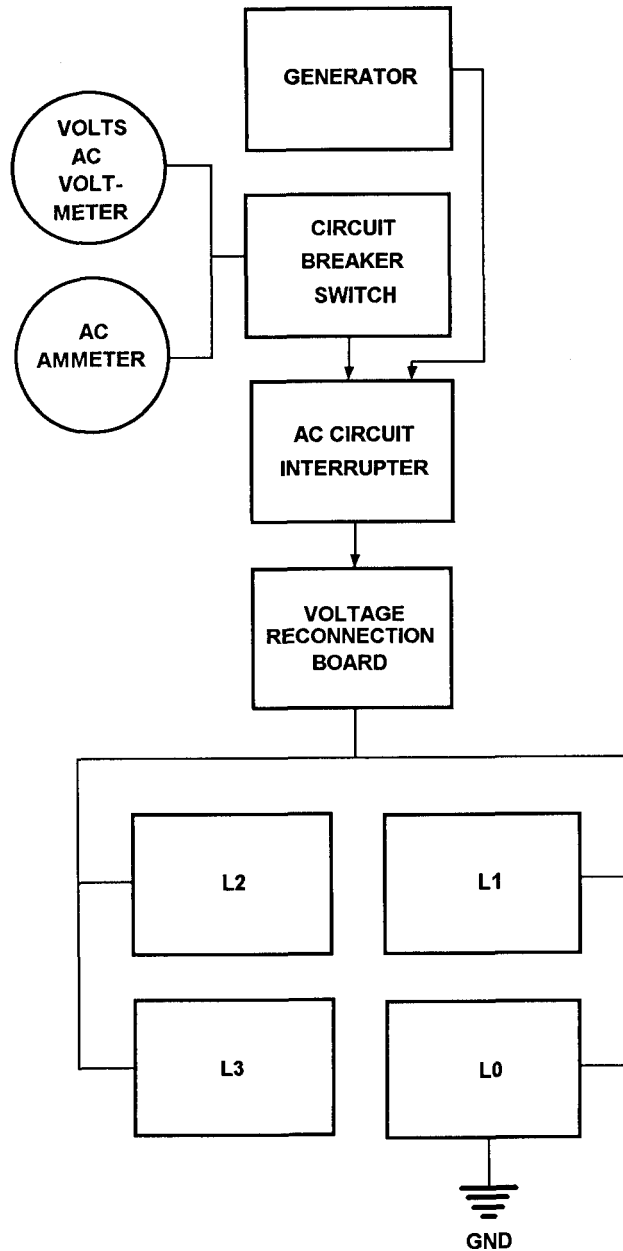 GENERATOR
VOLTS
AC
VOLT-
METER
CIRCUIT
BREAKER
SWITCH
AC
AMMETER
AC CIRCUIT
INTERRUPTER
VOLTAGE
RECONNECTION
BOARD
L2
L1
L3
L0
GND